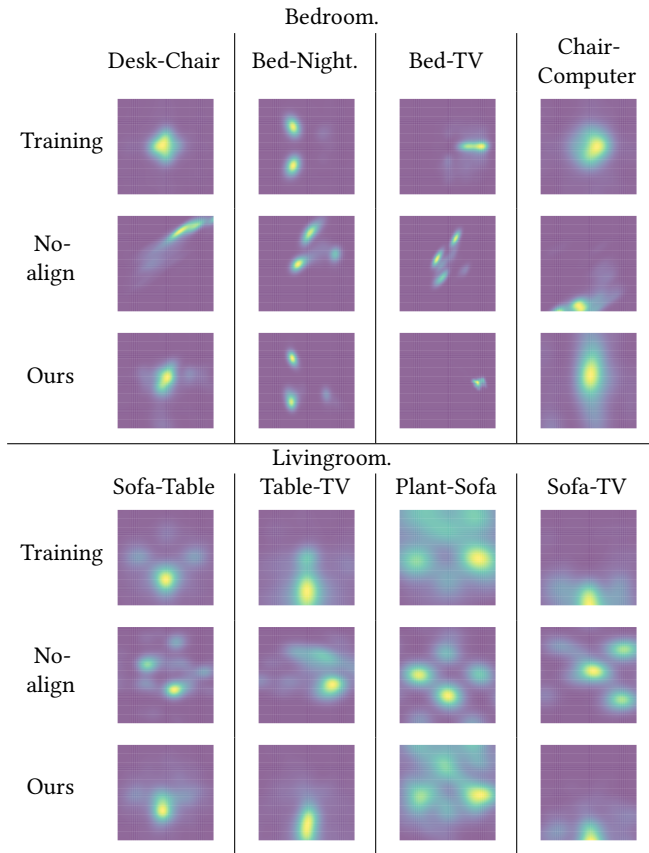 Bedroom.
Desk-Chair Bed-Night. Bed-TV Chair-
Computer
Training
No-
align
Ours
Livingroom.
Sofa-Table Table-TV Plant-Sofa Sofa-TV
Training
No-
align
Ours